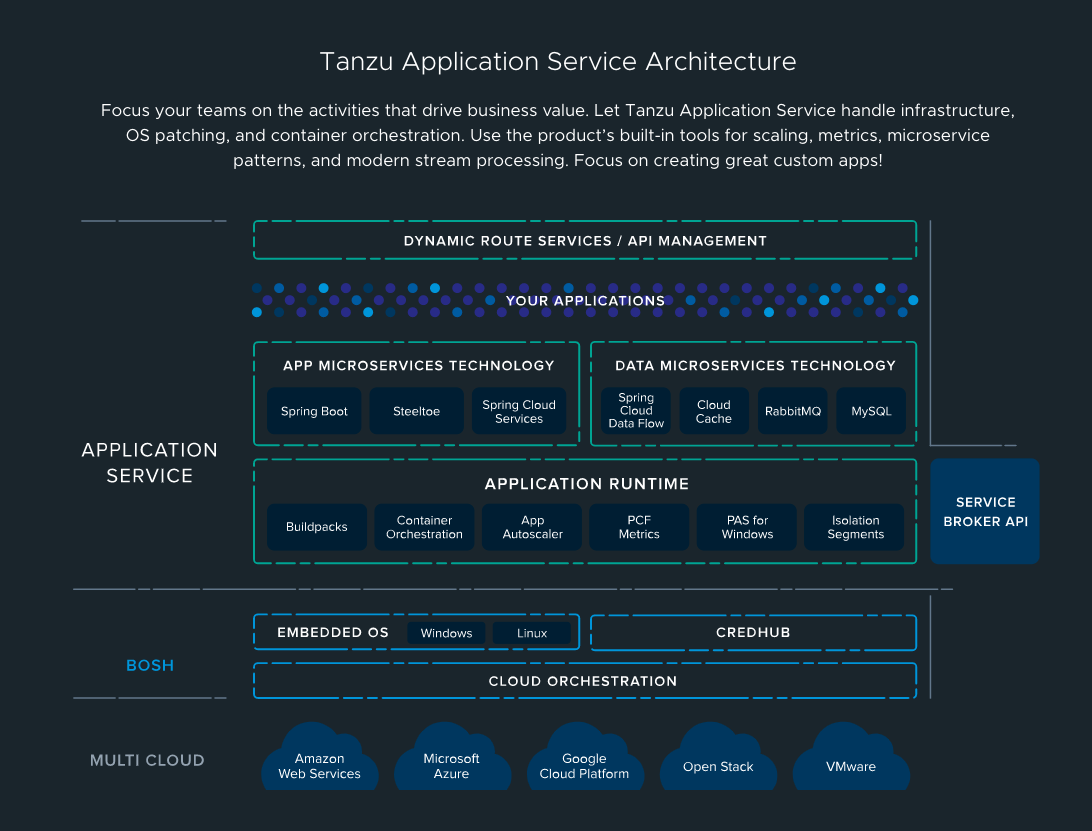 Tanzu Application Service Architecture
Focus your teams on the activities that drive business value. Let Tanzu Application Service handle infrastructure,
OS patching, and container orchestration. Use the product's built-in tools for scaling, metrics, microservice
patterns, and modern stream processing. Focus on creating great custom apps!
DYNAMIC ROUTE SERVICES / API MANAGEMENT
YOUR APPLICATIONS
APPLICATION
SERVICE
APP MICROSERVICES TECHNOLOGY
Spring Boot
Steeltoe
Spring Cloud
Services
DATA MICROSERVICES TECHNOLOGY
Spring
Cloud
Data Flow
Cloud
Cache
RabbitMQ
MySQL
APPLICATION RUNTIME
Buildpacks
Container
Orchestration
App
Autoscaler
PCF
Metrics
PAS for
Windows
Isolation
Segments
SERVICE
BROKER API
BOSH
EMBEDDED OS
Windows
Linux
CREDHUB
CLOUD ORCHESTRATION
MULTI CLOUD
Amazon
Web Services
Microsoft
Azure
Google
Cloud Platform
Open Stack
VMware